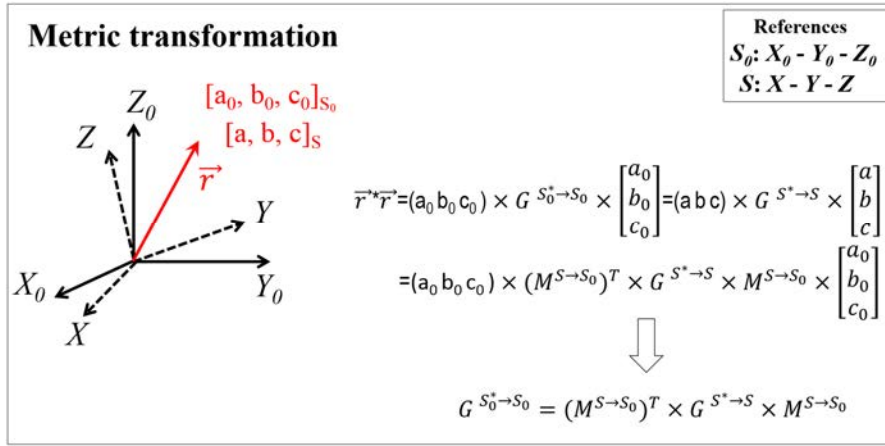 Metric transformation
References
S₀: X₀ - Y₀ - Z₀
S: X - Y - Z
[a₀, b₀, c₀]S₀
[a, b, c]S
Z₀
Z
r⃗
Y
X₀
Y₀
X
r⃗*r⃗=(a₀ b₀ c₀) × G^{S₀*→S₀} × [a₀ b₀ c₀]=(a b c) × G^{S*→S} × [a b c]
=(a₀ b₀ c₀) × (M^{S→S₀})^T × G^{S*→S} × M^{S→S₀} × [a₀ b₀ c₀]
G^{S₀*→S₀} = (M^{S→S₀})^T × G^{S*→S} × M^{S→S₀}